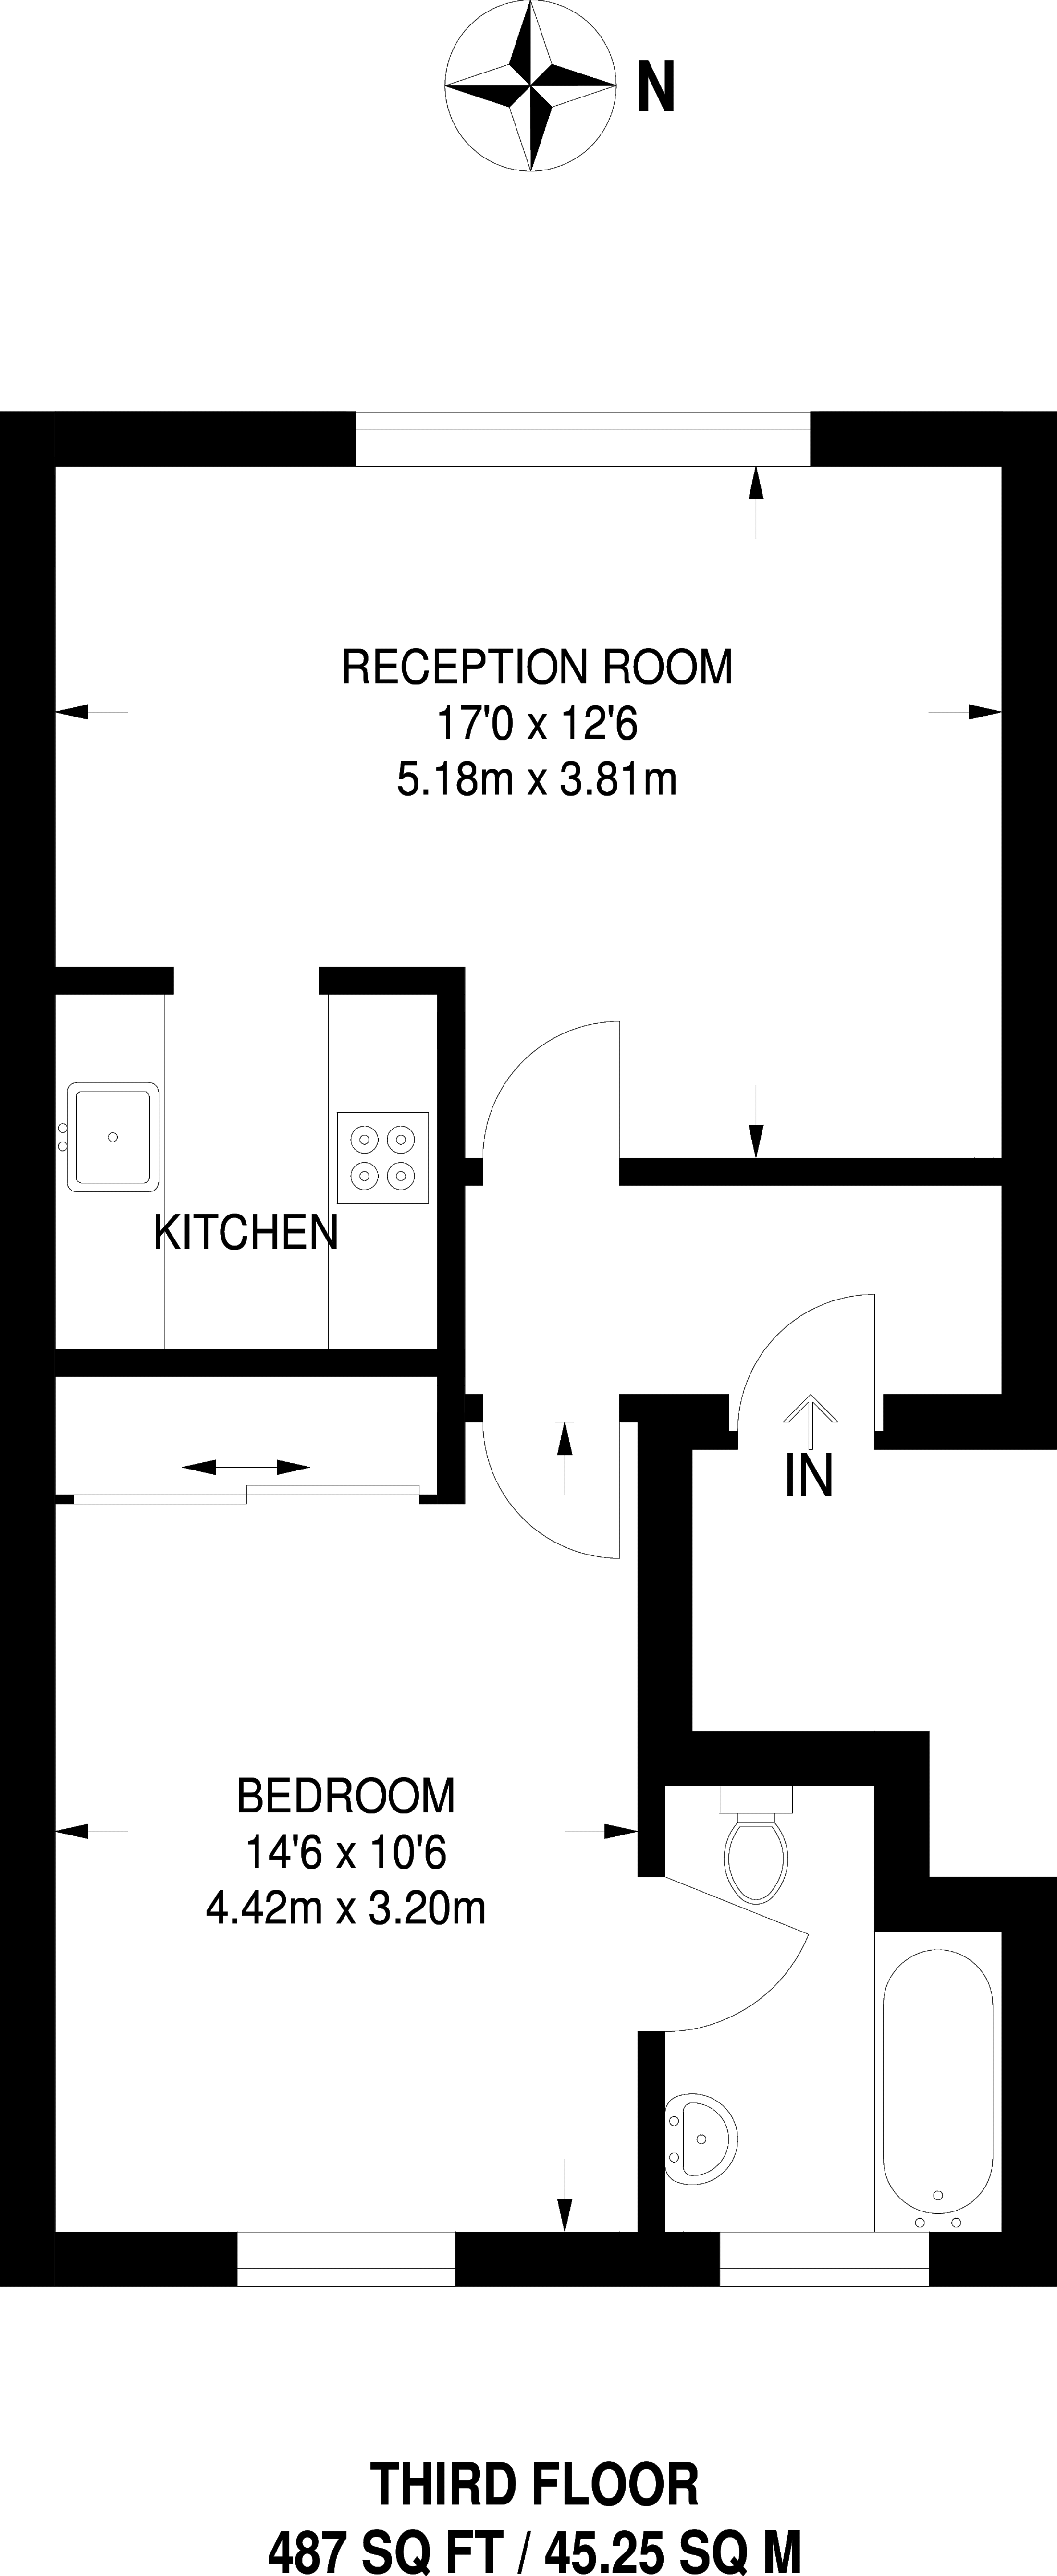 N
RECEPTION ROOM
17'0 x 12'6
5.18m x 3.81m
KITCHEN
IN
BEDROOM
14'6 x 10'6
4.42m x 3.20m
THIRD FLOOR
487 SQ FT / 45.25 SQ M